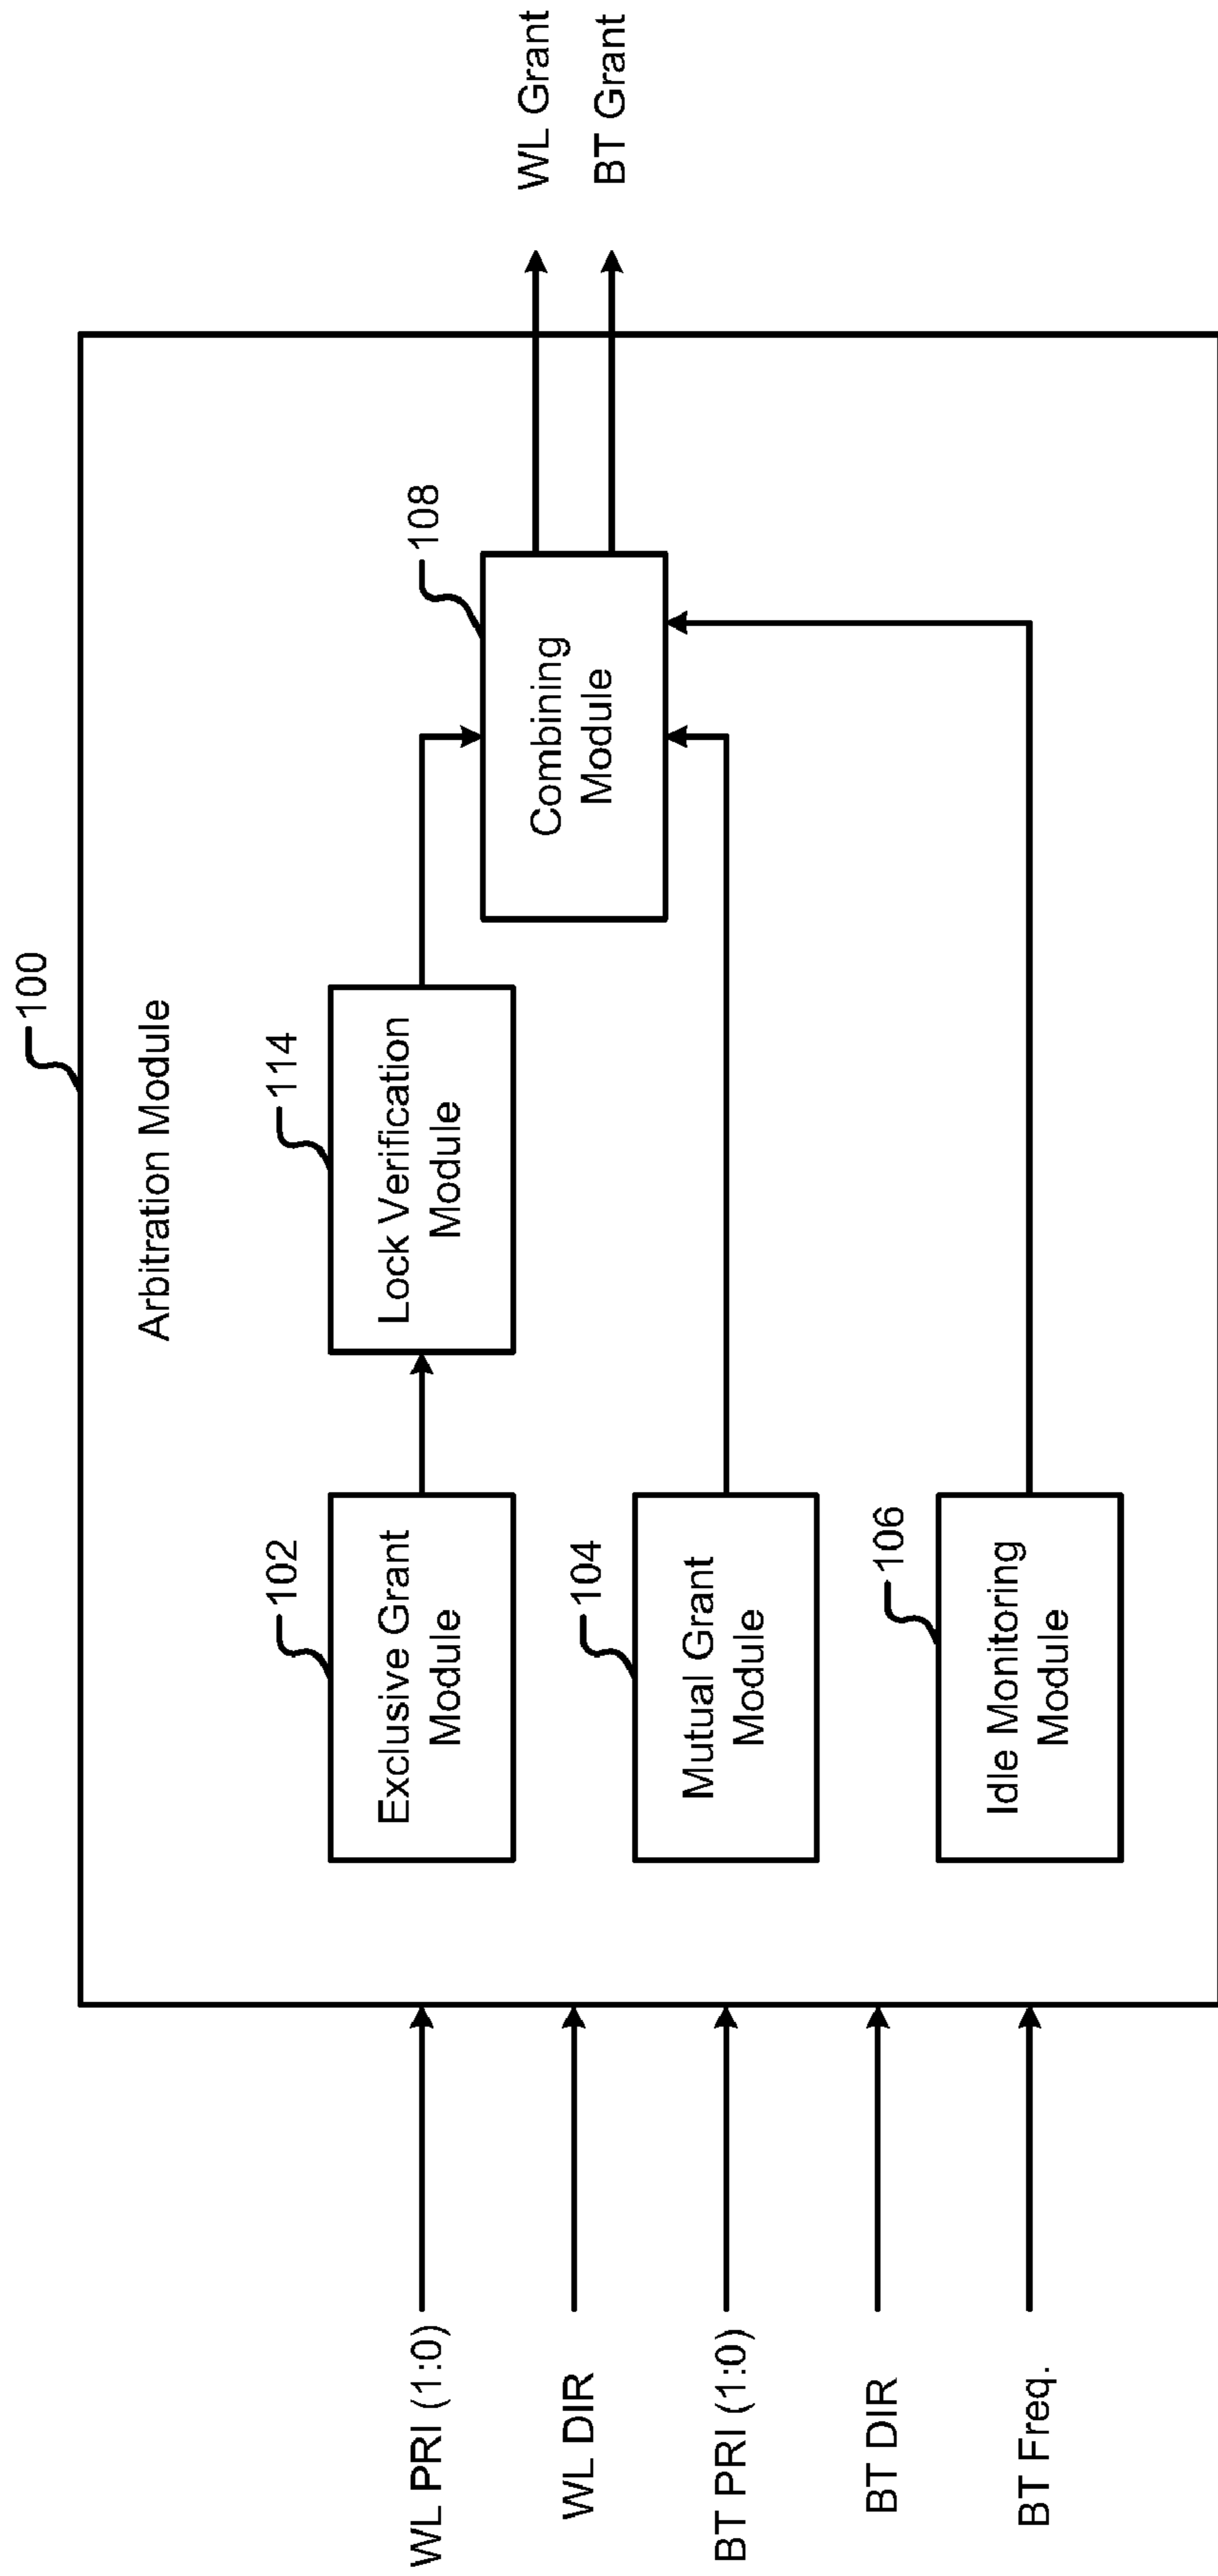 100
Arbitration Module
WL PRI (1:0)
WL DIR
BT PRI (1:0)
BT DIR
BT Freq.
102
Exclusive Grant
Module
114
Lock Verification
Module
104
Mutual Grant
Module
106
Idle Monitoring
Module
108
Combining
Module
WL Grant
BT Grant